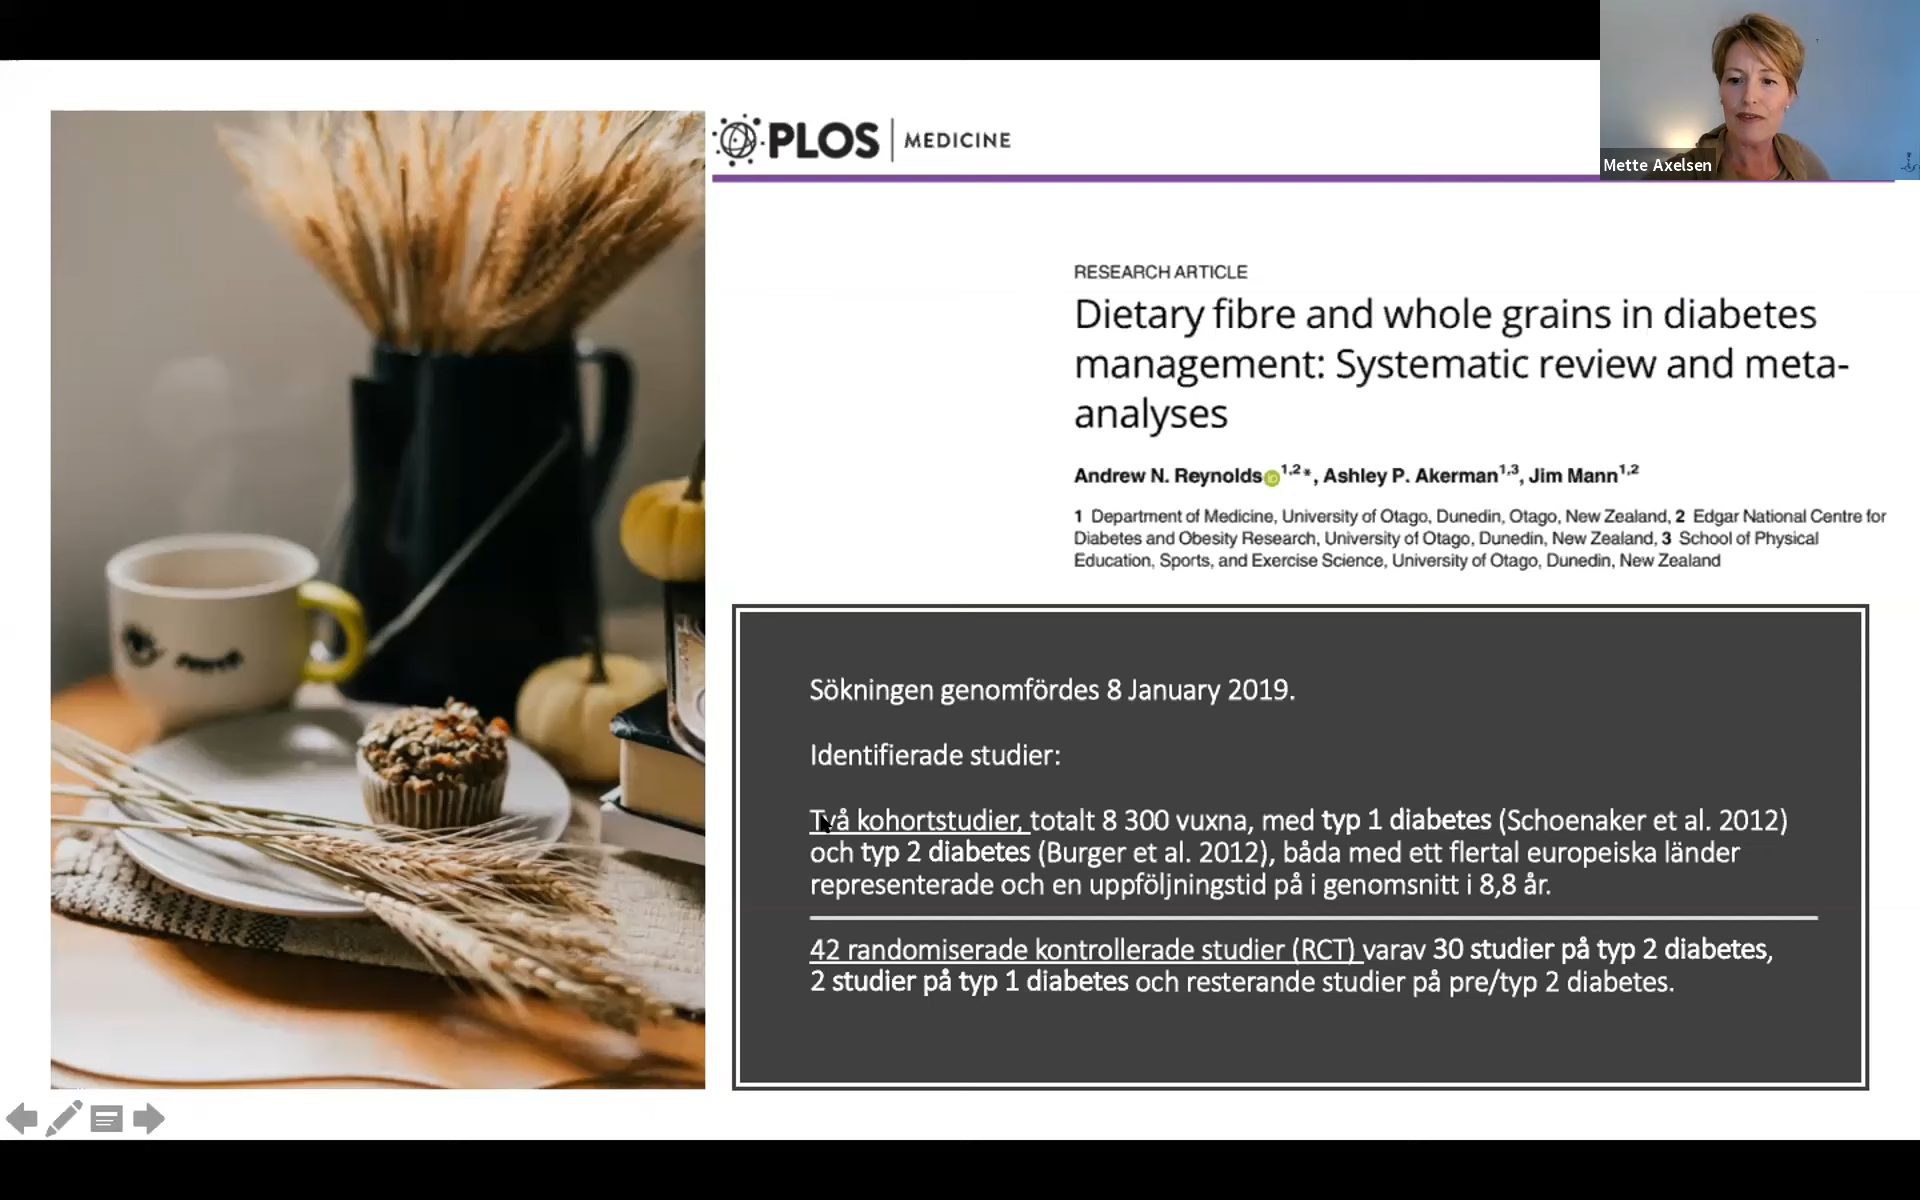 PLOS MEDICINE
Mette Axelsen
RESEARCH ARTICLE
Dietary fibre and whole grains in diabetes
management: Systematic review and meta-
analyses
Andrew N. Reynolds 1,2*, Ashley P. Akerman1,3, Jim Mann1,2
1 Department of Medicine, University of Otago, Dunedin, Otago, New Zealand, 2 Edgar National Centre for
Diabetes and Obesity Research, University of Otago, Dunedin, New Zealand, 3 School of Physical
Education, Sports, and Exercise Science, University of Otago, Dunedin, New Zealand
Sökningen genomfördes 8 January 2019.
Identifierade studier:
Två kohortstudier, totalt 8 300 vuxna, med typ 1 diabetes (Schoenaker et al. 2012)
och typ 2 diabetes (Burger et al. 2012), båda med ett flertal europeiska länder
representerade och en uppföljningstid på i genomsnitt i 8,8 år.
42 randomiserade kontrollerade studier (RCT) varav 30 studier på typ 2 diabetes,
2 studier på typ 1 diabetes och resterande studier på pre/typ 2 diabetes.